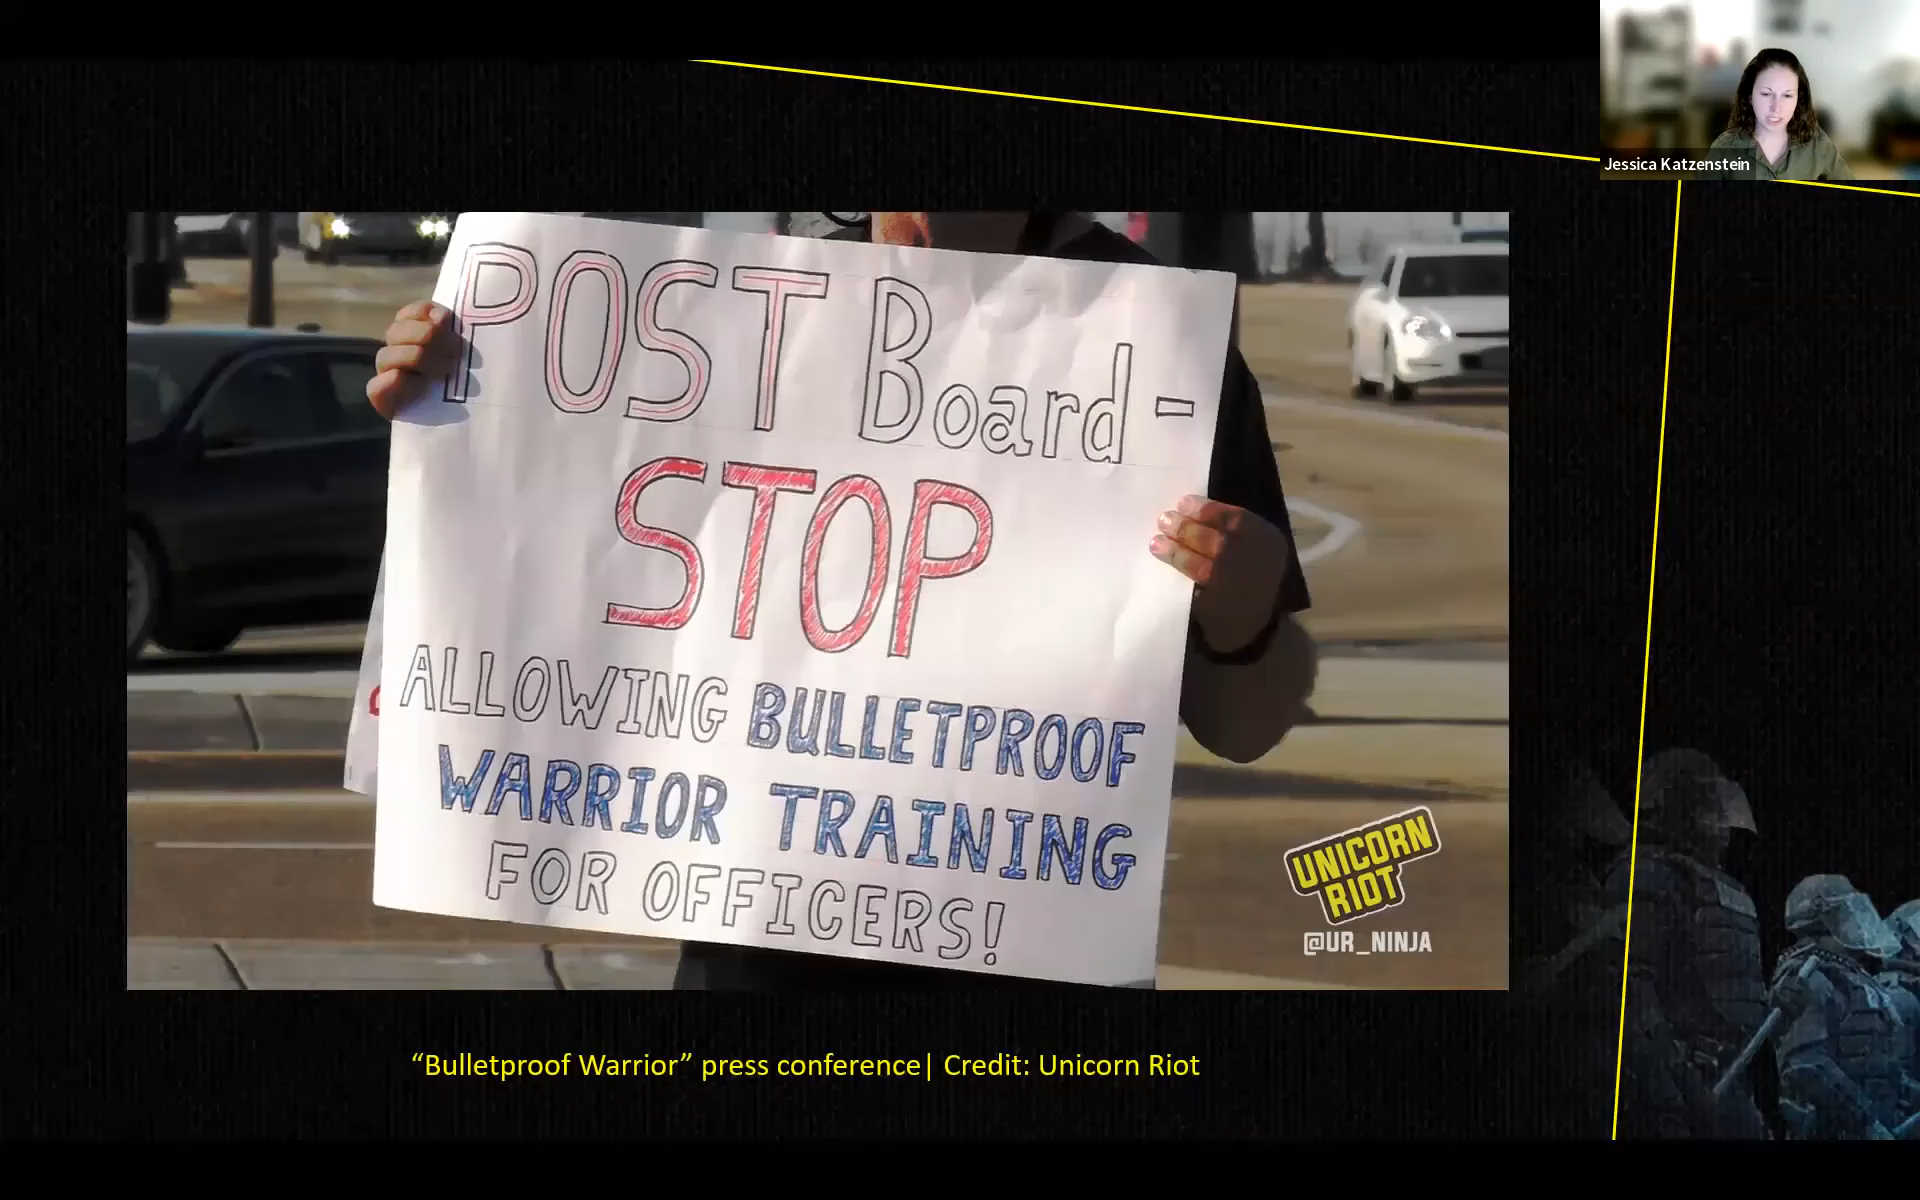 Jessica Katzenstein
POST Board -
STOP
ALLOWING BULLETPROOF
WARRIOR TRAINING
FOR OFFICERS!
UNICORN
RIOT
@UR_NINJA
“Bulletproof Warrior” press conference| Credit: Unicorn Riot